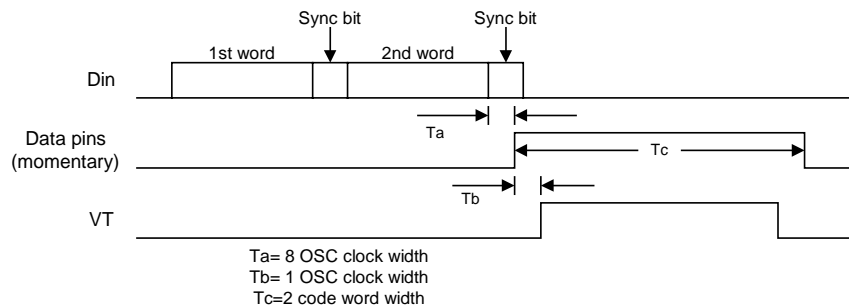 Sync bit
Sync bit
1st word
2nd word
Din
Ta
Data pins
(momentary)
Tc
Tb
VT
Ta= 8 OSC clock width
Tb= 1 OSC clock width
Tc=2 code word width